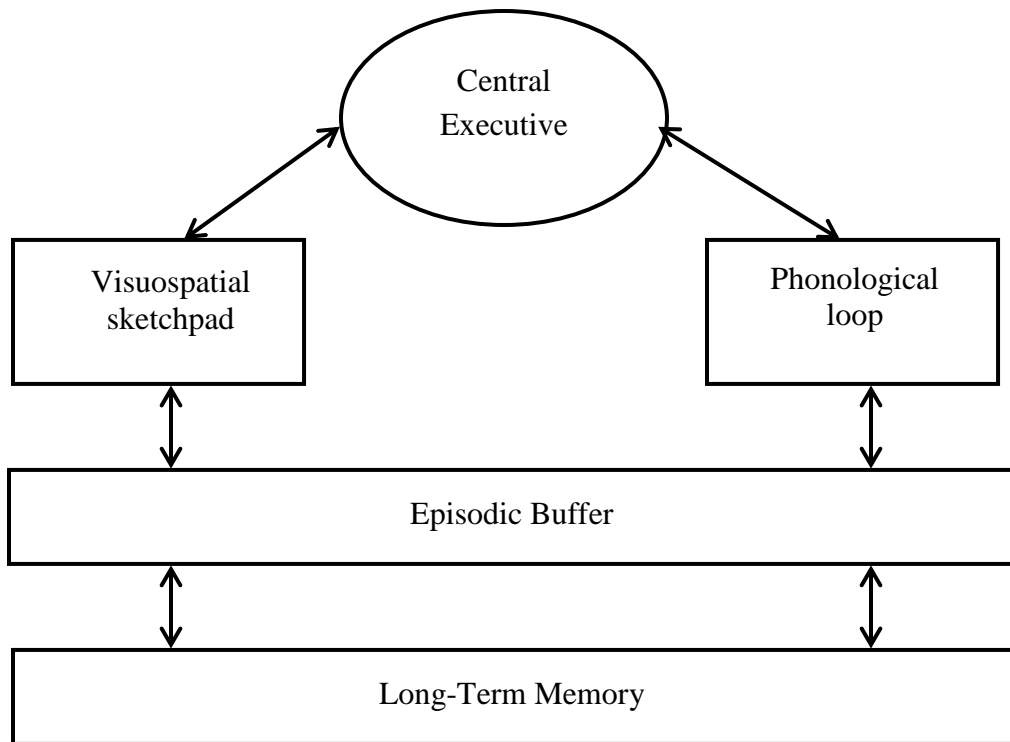 Central
Executive
Visuospatial
sketchpad
Phonological
loop
Episodic Buffer
Long-Term Memory